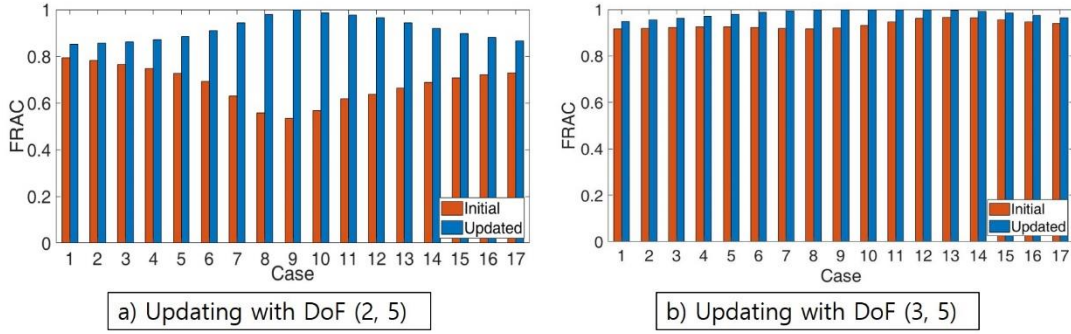 FRAC
1
0.8
0.6
0.4
0.2
0
1 2 3 4 5 6 7 8 9 10 11 12 13 14 15 16 17
Case
Initial
Updated
a) Updating with DoF (2, 5)
FRAC
1
0.8
0.6
0.4
0.2
0
1 2 3 4 5 6 7 8 9 10 11 12 13 14 15 16 17
Case
Initial
Updated
b) Updating with DoF (3, 5)